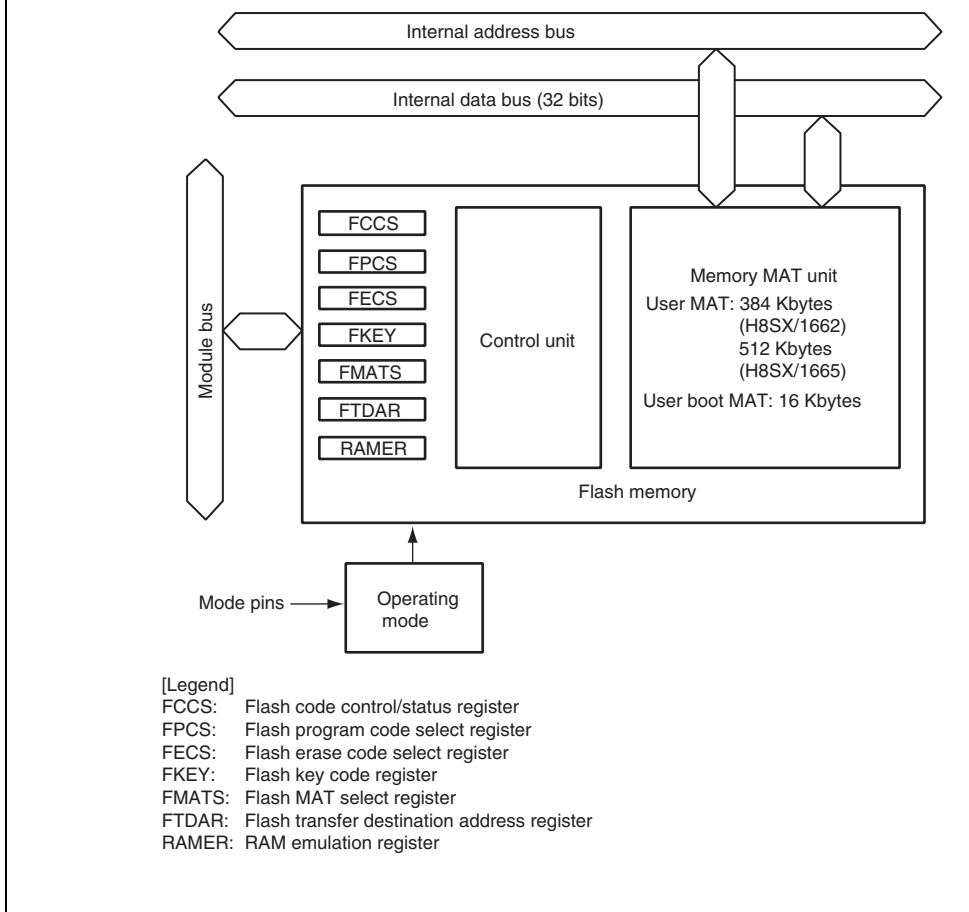 Internal address bus
Internal data bus (32 bits)
Module bus
FCCS
FPCS
FECS
FKEY
FMATS
FTDAR
RAMER
Control unit
Memory MAT unit
User MAT: 384 Kbytes
(H8SX/1662)
512 Kbytes
(H8SX/1665)
User boot MAT: 16 Kbytes
Flash memory
Mode pins
Operating
mode
[Legend]
FCCS: Flash code control/status register
FPCS: Flash program code select register
FECS: Flash erase code select register
FKEY: Flash key code register
FMATS: Flash MAT select register
FTDAR: Flash transfer destination address register
RAMER: RAM emulation register